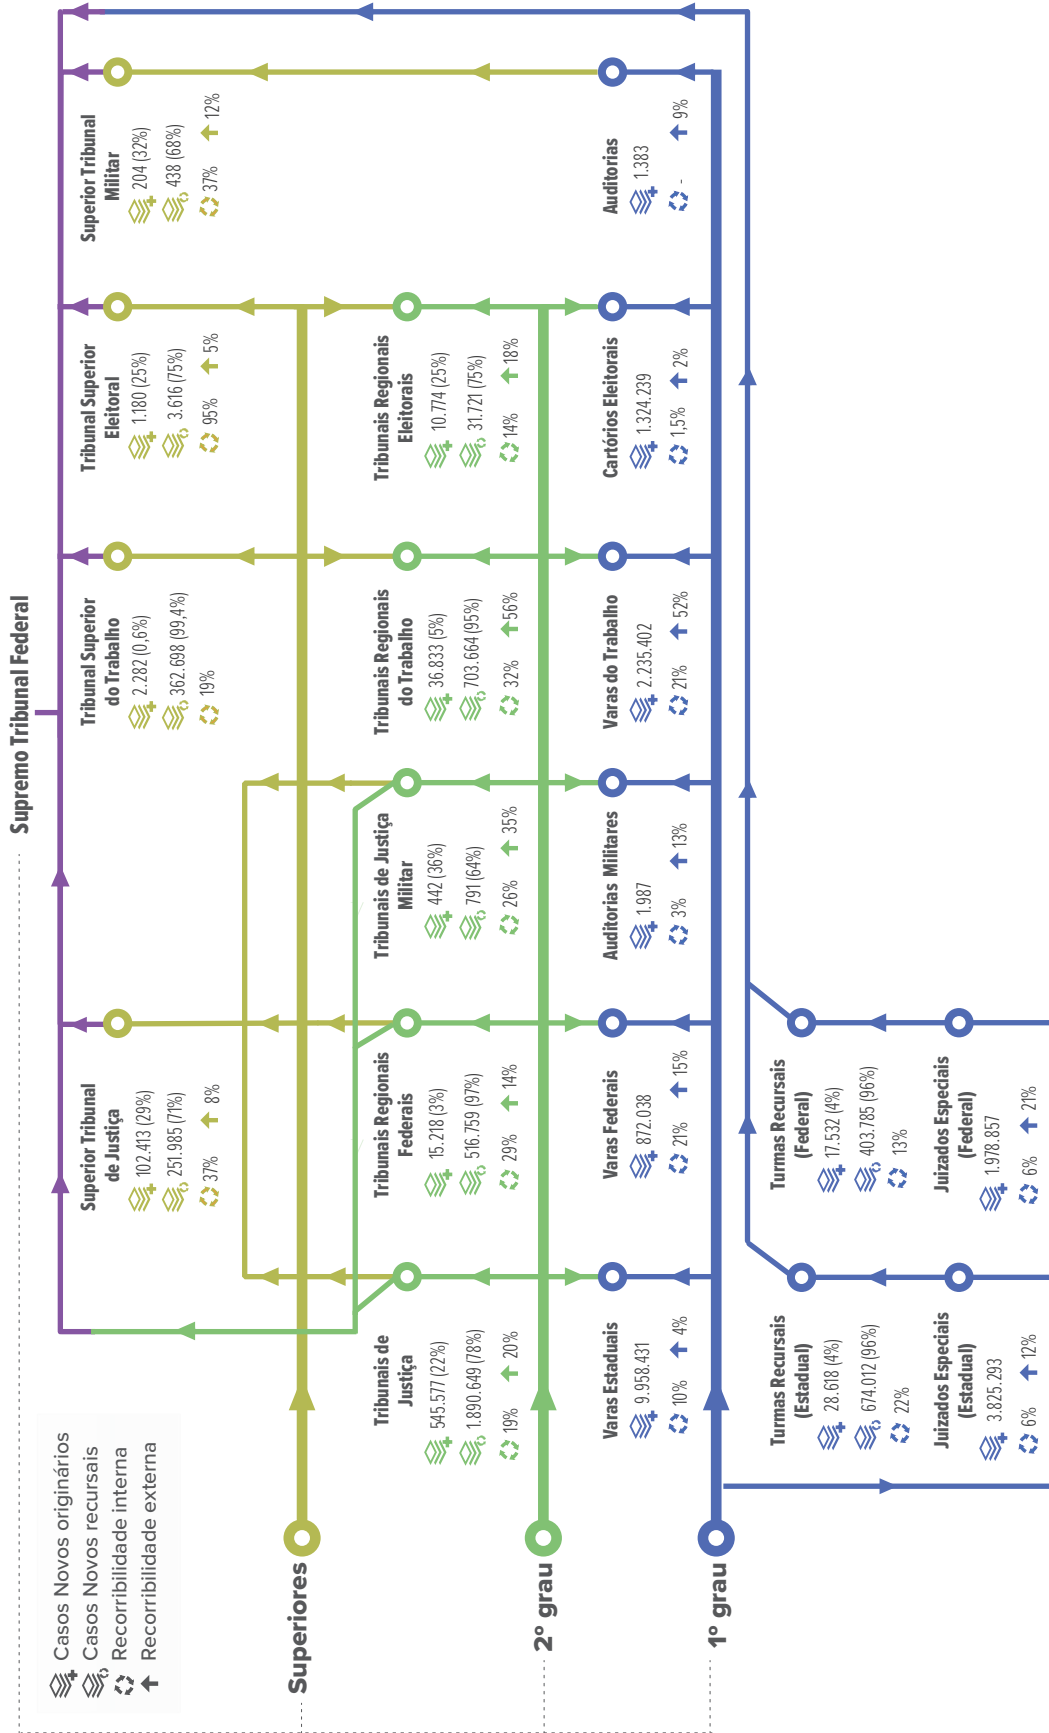 Supremo Tribunal Federal
Casos Novos originários
Casos Novos recursais
Recorribilidade interna
Recorribilidade externa
Superiores
Superior Tribunal
de Justiça
102.413 (29%)
251.985 (71%)
37% 8%
Tribunal Superior
do Trabalho
2.282 (0,6%)
362.698 (99,4%)
19%
Tribunal Superior
Eleitoral
1.180 (25%)
3.616 (75%)
95% 5%
Superior Tribunal
Militar
204 (32%)
438 (68%)
37% 12%
2º grau
Tribunais de
Justiça
545.577 (22%)
1.890.649 (78%)
19% 20%
Tribunais Regionais
Federais
15.218 (3%)
516.759 (97%)
29% 14%
Tribunais de Justiça
Militar
442 (36%)
791 (64%)
26% 35%
Tribunais Regionais
do Trabalho
36.833 (5%)
703.664 (95%)
32% 56%
Tribunais Regionais
Eleitorais
10.774 (25%)
31.721 (75%)
14% 18%
1º grau
Varas Estaduais
9.958.431
10% 4%
Varas Federais
872.038
21% 15%
Auditorias Militares
1.987
3% 13%
Varas do Trabalho
2.235.402
21% 52%
Cartórios Eleitorais
1.324.239
1,5% 2%
Auditorias
1.383
- 9%
Turmas Recursais
(Estadual)
28.618 (4%)
674.012 (96%)
22%
Turmas Recursais
(Federal)
17.532 (4%)
403.785 (96%)
13%
Juizados Especiais
(Estadual)
3.825.293
6% 12%
Juizados Especiais
(Federal)
1.978.857
6% 21%